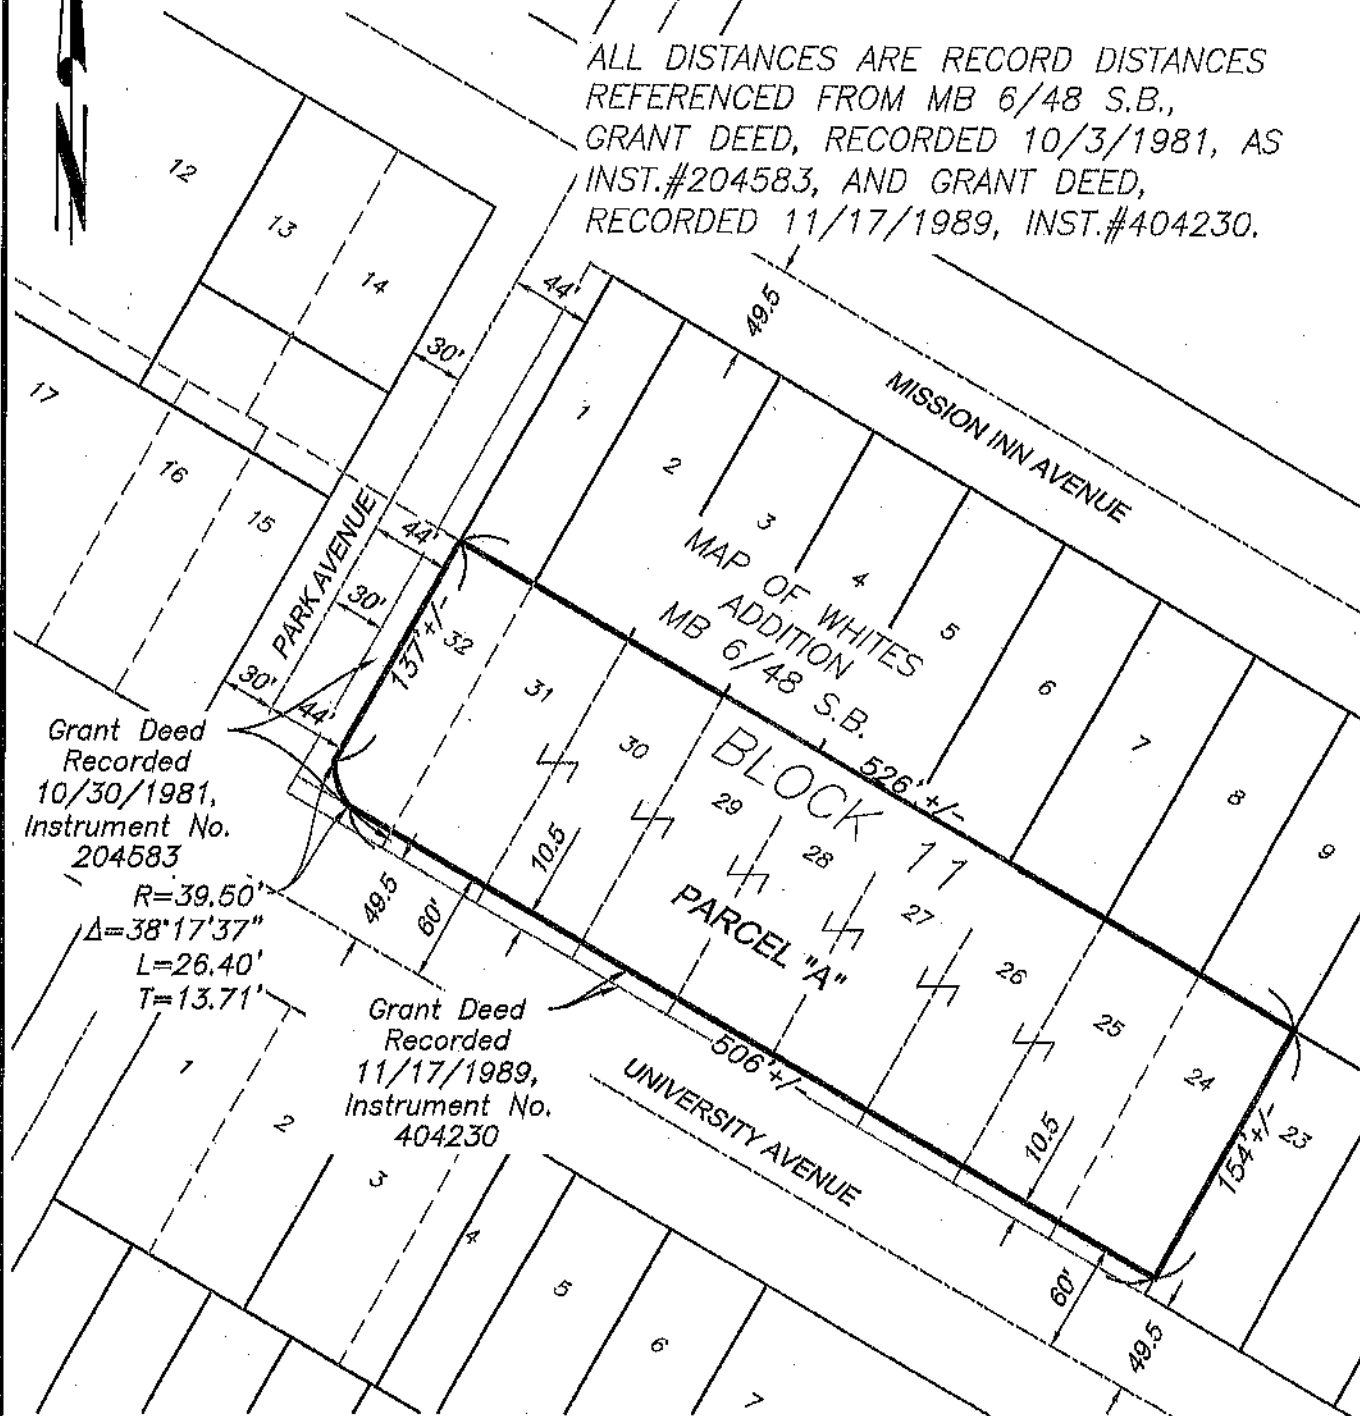 ALL DISTANCES ARE RECORD DISTANCES
REFERENCED FROM MB 6/48 S.B.,
GRANT DEED, RECORDED 10/3/1981, AS
INST.#204583, AND GRANT DEED,
RECORDED 11/17/1989, INST.#404230.
N
12
13
14
44'
49.5
30'
17
16
15
MISSION INN AVENUE
1
2
3
4
5
6
7
8
9
MAP OF WHITES
ADDITION
MB 6/48 S.B.
PARK AVENUE
44'
30'
30'
44'
137'+/-
32
31
30
29
28
27
26
25
24
23
BLOCK 11
526'+/-
PARCEL "A"
Grant Deed
Recorded
10/30/1981,
Instrument No.
204583
R=39.50'
Δ=38°17'37"
L=26.40'
T=13.71'
49.5
60'
10.5
Grant Deed
Recorded
11/17/1989,
Instrument No.
404230
506'+/-
UNIVERSITY AVENUE
10.5
154'+/-
60'
49.5
1
2
3
4
5
6
7